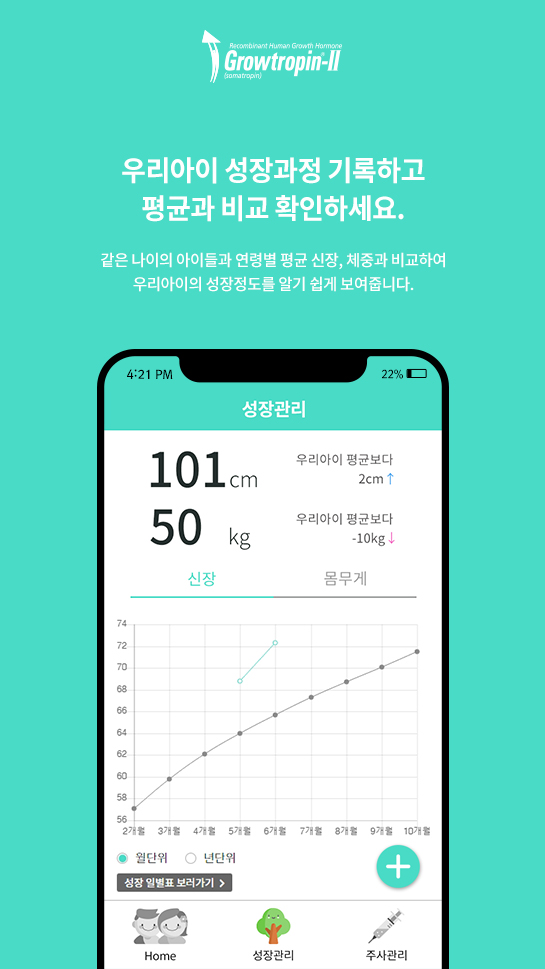 Recombinant Human Growth Hormone
Growtropin®-II
(somatropin)
우리아이 성장과정 기록하고
평균과 비교 확인하세요.
같은 나이의 아이들과 연령별 평균 신장, 체중과 비교하여
우리아이의 성장정도를 알기 쉽게 보여줍니다.
4:21 PM
22%
성장관리
101 cm
우리아이 평균보다
2cm↑
50 kg
우리아이 평균보다
-10kg↓
신장
몸무게
74
72
70
68
66
64
62
60
58
56
2개월 3개월 4개월 5개월 6개월 7개월 8개월 9개월 10개월
월단위 년단위
성장 일별표 보러가기 >
Home
성장관리
주사관리